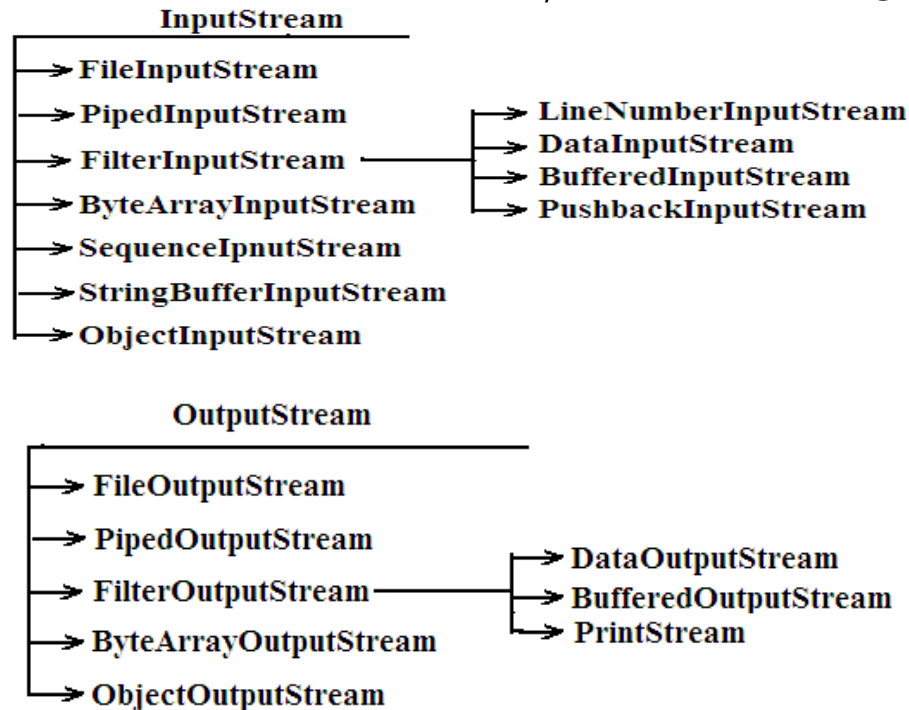 InputStream
FileInputStream
PipedInputStream
FilterInputStream
ByteArrayInputStream
SequenceIpnutStream
StringBufferInputStream
ObjectInputStream
LineNumberInputStream
DataInputStream
BufferedInputStream
PushbackInputStream
OutputStream
FileOutputStream
PipedOutputStream
FilterOutputStream
ByteArrayOutputStream
ObjectOutputStream
DataOutputStream
BufferedOutputStream
PrintStream